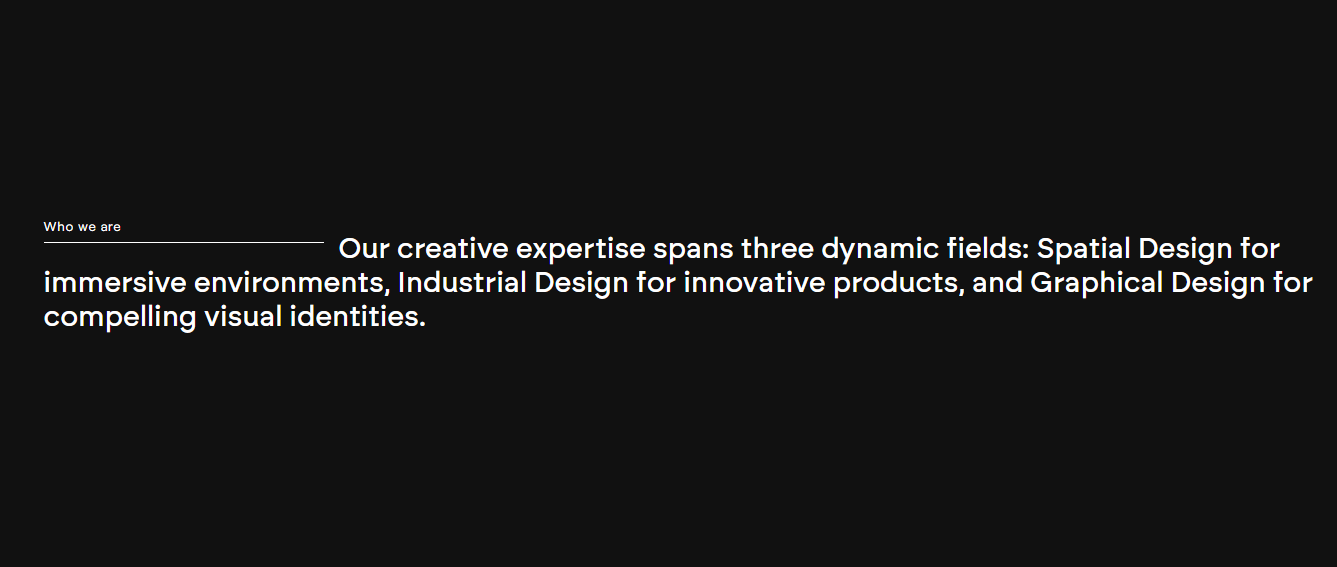 Who we are
Our creative expertise spans three dynamic fields: Spatial Design for
immersive environments, Industrial Design for innovative products, and Graphical Design for
compelling visual identities.